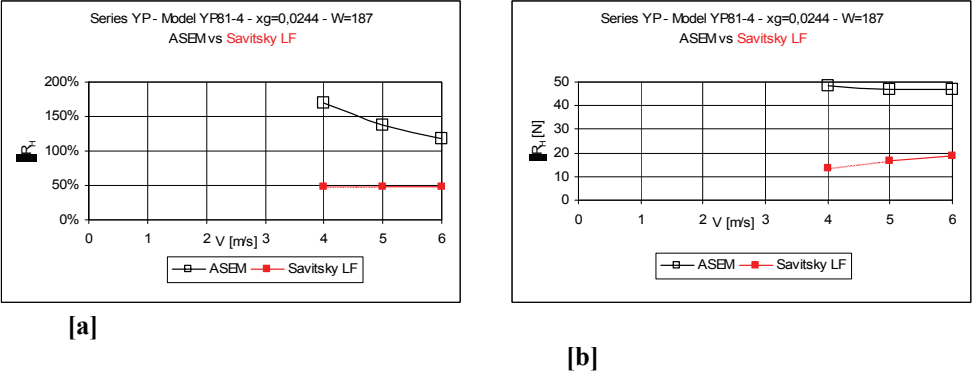 Series YP - Model YP81-4 - xg=0,0244 - W=187
ASEM vs Savitsky LF
200%
150%
100%
50%
0%
RH
0 1 2 3 4 5 6
V [m/s]
ASEM Savitsky LF
[a]
Series YP - Model YP81-4 - xg=0,0244 - W=187
ASEM vs Savitsky LF
50
40
30
20
10
0
RH [N]
0 1 2 3 4 5 6
V [m/s]
ASEM Savitsky LF
[b]